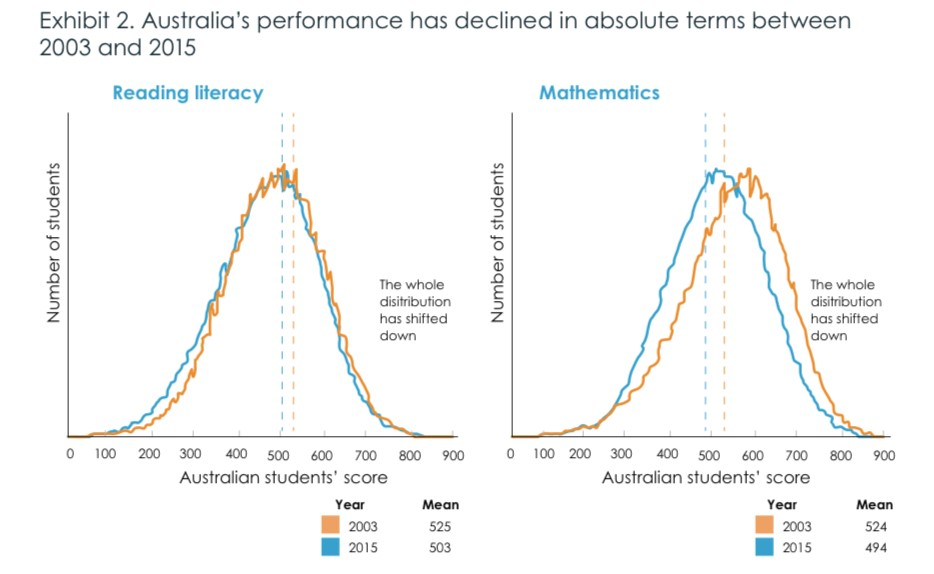 Exhibit 2. Australia's performance has declined in absolute terms between
2003 and 2015
Reading literacy
Number of students
The whole
disitribution
has shifted
down
0 100 200 300 400 500 600 700 800 900
Australian students' score
Year Mean
2003 525
2015 503
Mathematics
Number of students
The whole
disitribution
has shifted
down
0 100 200 300 400 500 600 700 800 900
Australian students' score
Year Mean
2003 524
2015 494